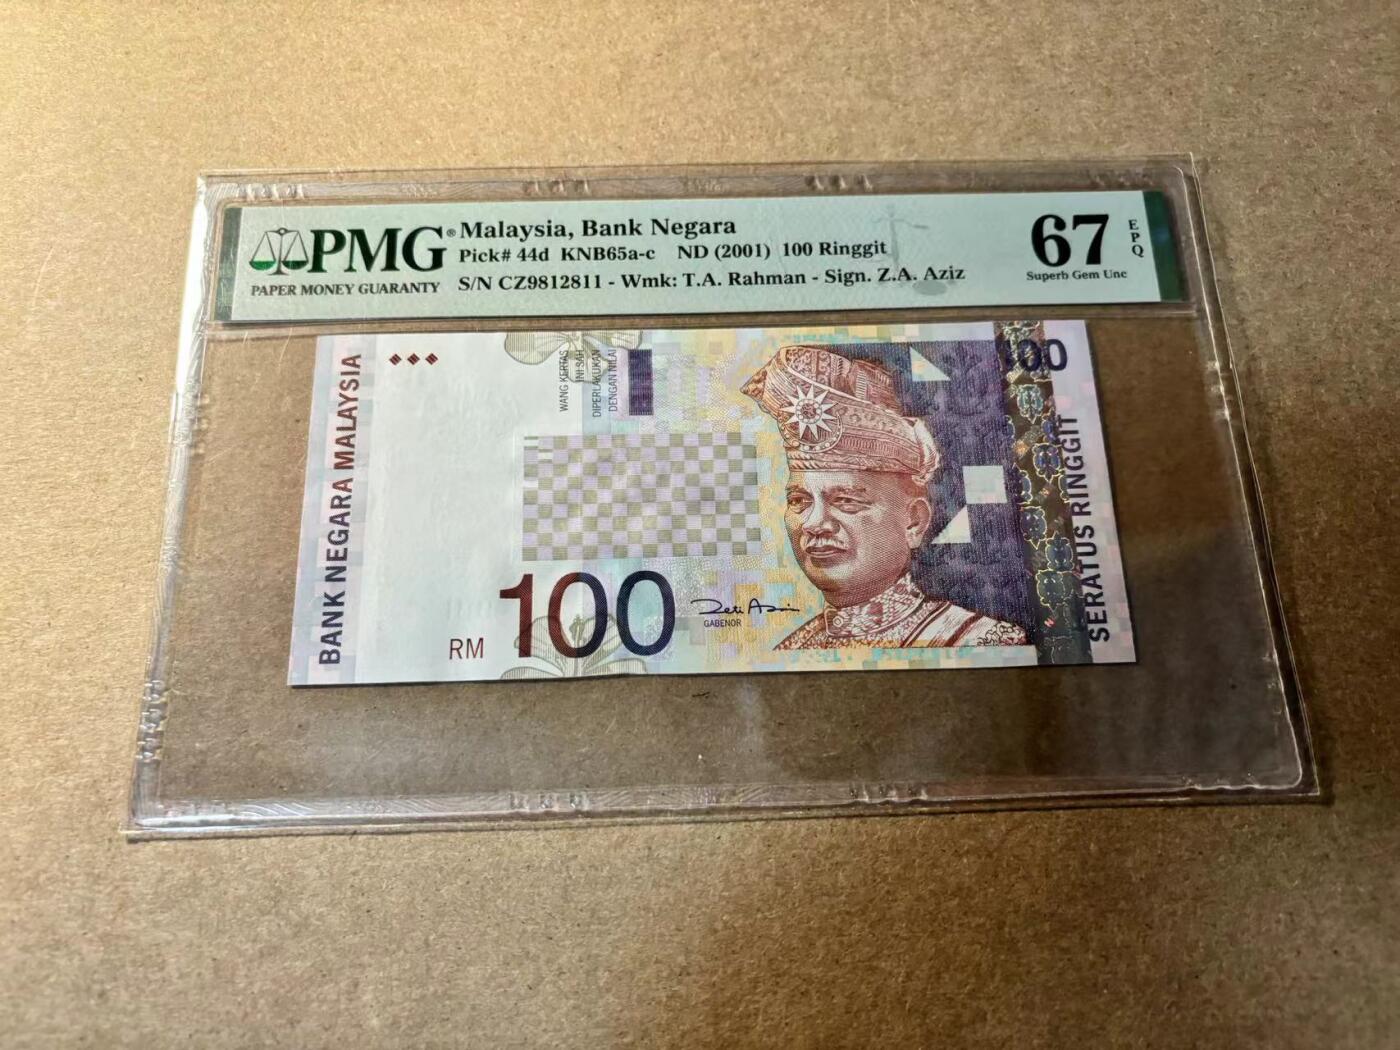 PMG®
PAPER MONEY GUARANTY
Malaysia, Bank Negara
Pick# 44d KNB65a-c ND (2001) 100 Ringgit
S/N CZ9812811 - Wmk: T.A. Rahman - Sign. Z.A. Aziz
67
EPQ
Superb Gem Unc
BANK NEGARA MALAYSIA
WANG KERTAS
INI SAH
DIPERLAKUKAN
DENGAN NILAI
100
SERATUS RINGGIT
RM 100
Zeti Aziz
GABENOR